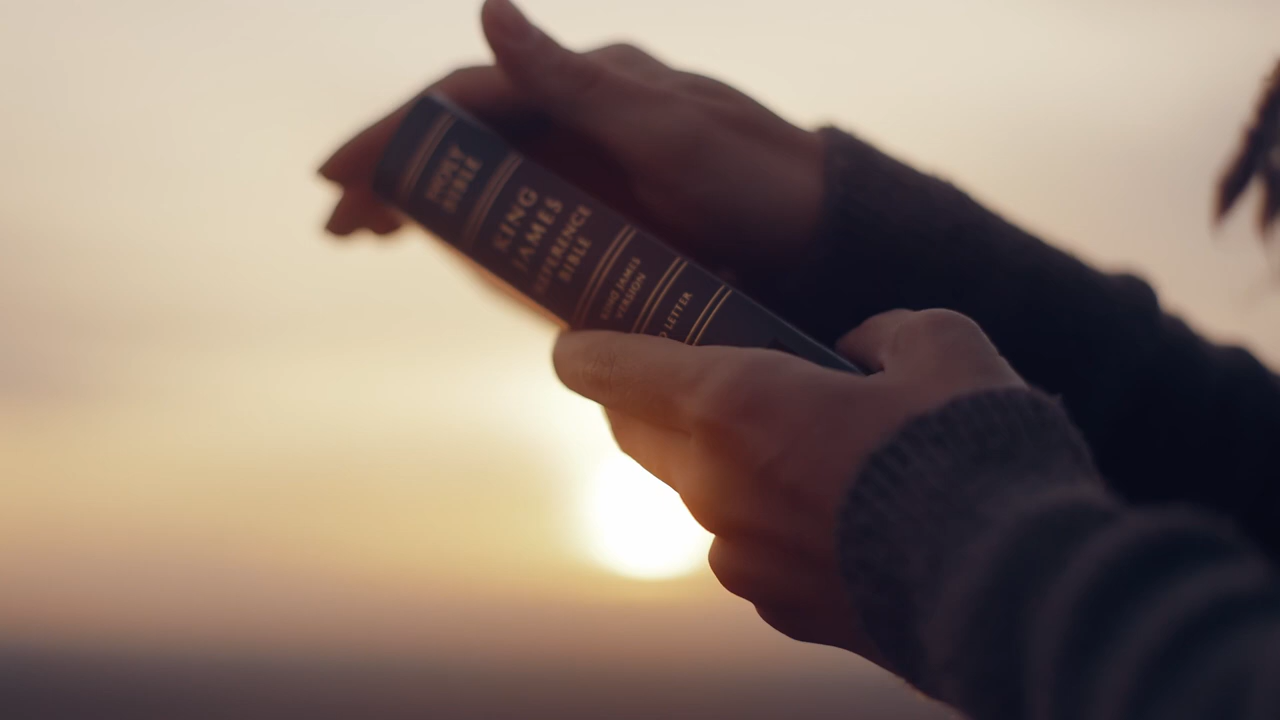 HOLY
BIBLE
KING
JAMES
REFERENCE
BIBLE
KING JAMES
VERSION
D LETTER